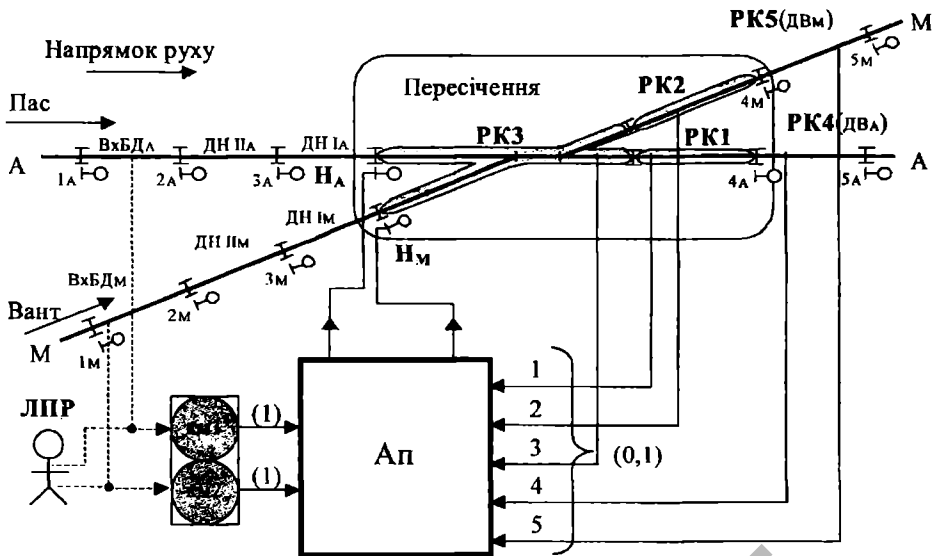 РК5(ДВм)
М
Напрямок руху
5м
Пересічення
РК2
4м
Пас
ВхБДА
ДН IIА
ДН IА
РК3
РК1
РК4(ДВА)
А
1А
2А
3А
НА
4А
5А
А
ДН Iм
ДН IIм
Нм
3м
ВхБДм
Вант
2м
М
1м
ЛПР
(1)
(1)
Ап
1
2
3
4
5
(0,1)